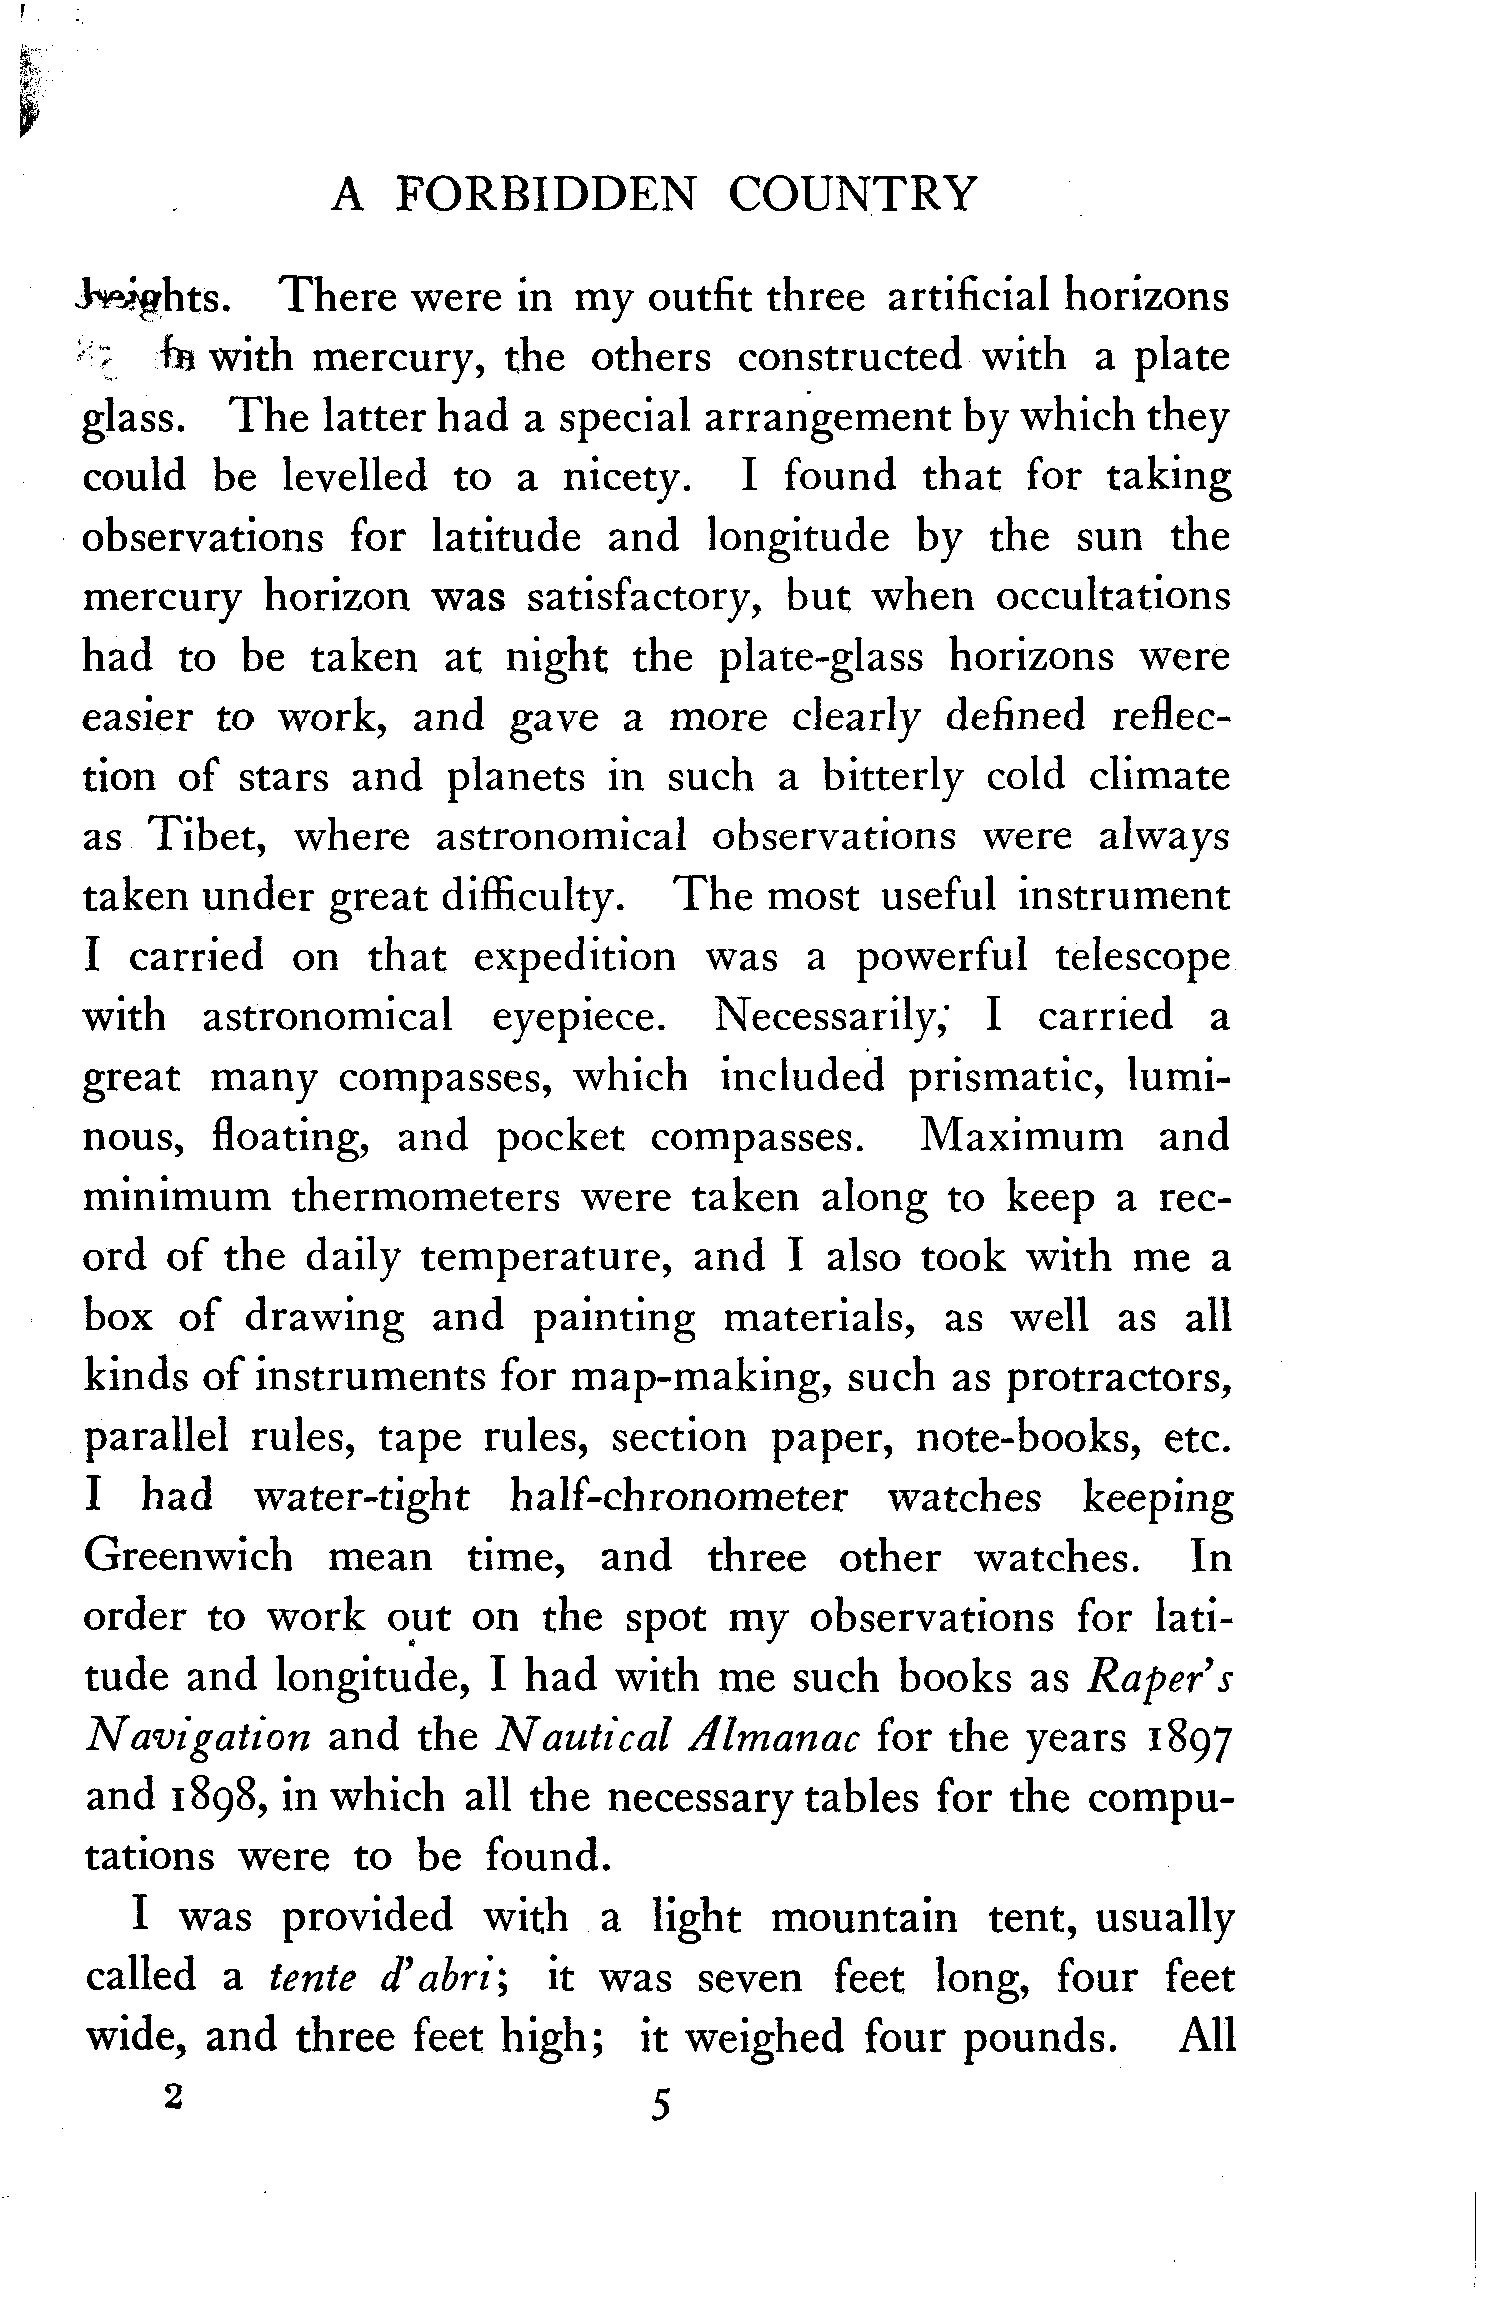 A FORBIDDEN COUNTRY
heights. There were in my outfit three artificial horizons
with mercury, the others constructed with a plate
glass. The latter had a special arrangement by which they
could be levelled to a nicety. I found that for taking
observations for latitude and longitude by the sun the
mercury horizon was satisfactory, but when occultations
had to be taken at night the plate-glass horizons were
easier to work, and gave a more clearly defined reflec-
tion of stars and planets in such a bitterly cold climate
as Tibet, where astronomical observations were always
taken under great difficulty. The most useful instrument
I carried on that expedition was a powerful telescope
with astronomical eyepiece. Necessarily, I carried a
great many compasses, which included prismatic, lumi-
nous, floating, and pocket compasses. Maximum and
minimum thermometers were taken along to keep a rec-
ord of the daily temperature, and I also took with me a
box of drawing and painting materials, as well as all
kinds of instruments for map-making, such as protractors,
parallel rules, tape rules, section paper, note-books, etc.
I had water-tight half-chronometer watches keeping
Greenwich mean time, and three other watches. In
order to work out on the spot my observations for lati-
tude and longitude, I had with me such books as Raper's
Navigation and the Nautical Almanac for the years 1897
and 1898, in which all the necessary tables for the compu-
tations were to be found.
I was provided with a light mountain tent, usually
called a tente d'abri; it was seven feet long, four feet
wide, and three feet high; it weighed four pounds. All
2 5